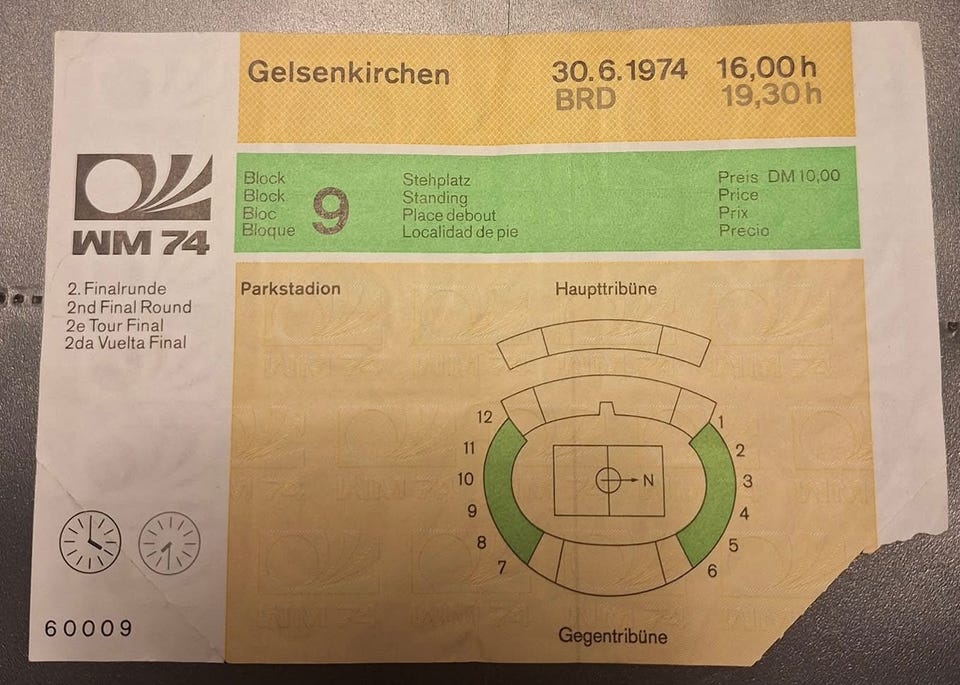 Gelsenkirchen 30.6.1974 16,00 h
BRD 19,30 h
WM 74
2. Finalrunde
2nd Final Round
2e Tour Final
2da Vuelta Final
60009
Block
Block
Bloc
Bloque
9
Stehplatz
Standing
Place debout
Localidad de pie
Preis DM 10,00
Price
Prix
Precio
Parkstadion
Haupttribüne
12
11
10
9
8
7
N
1
2
3
4
5
6
Gegentribüne